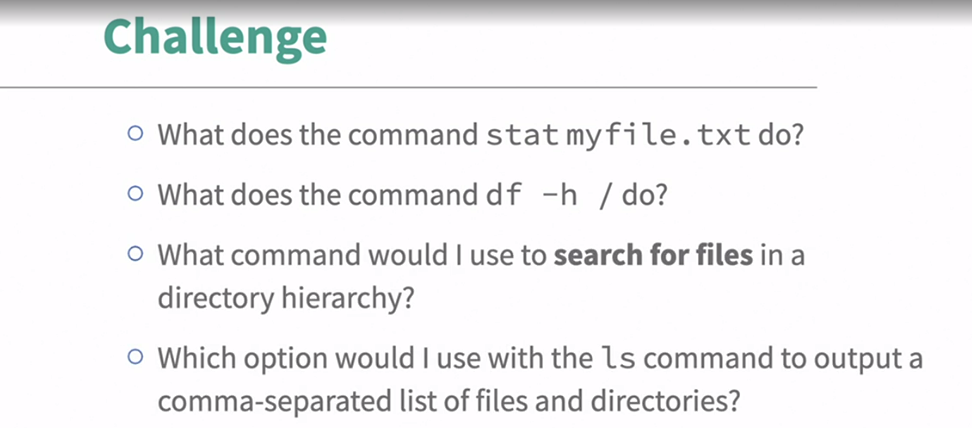 Challenge
What does the command stat myfile.txt do?
What does the command df -h / do?
What command would I use to search for files in a
directory hierarchy?
Which option would I use with the ls command to output a
comma-separated list of files and directories?